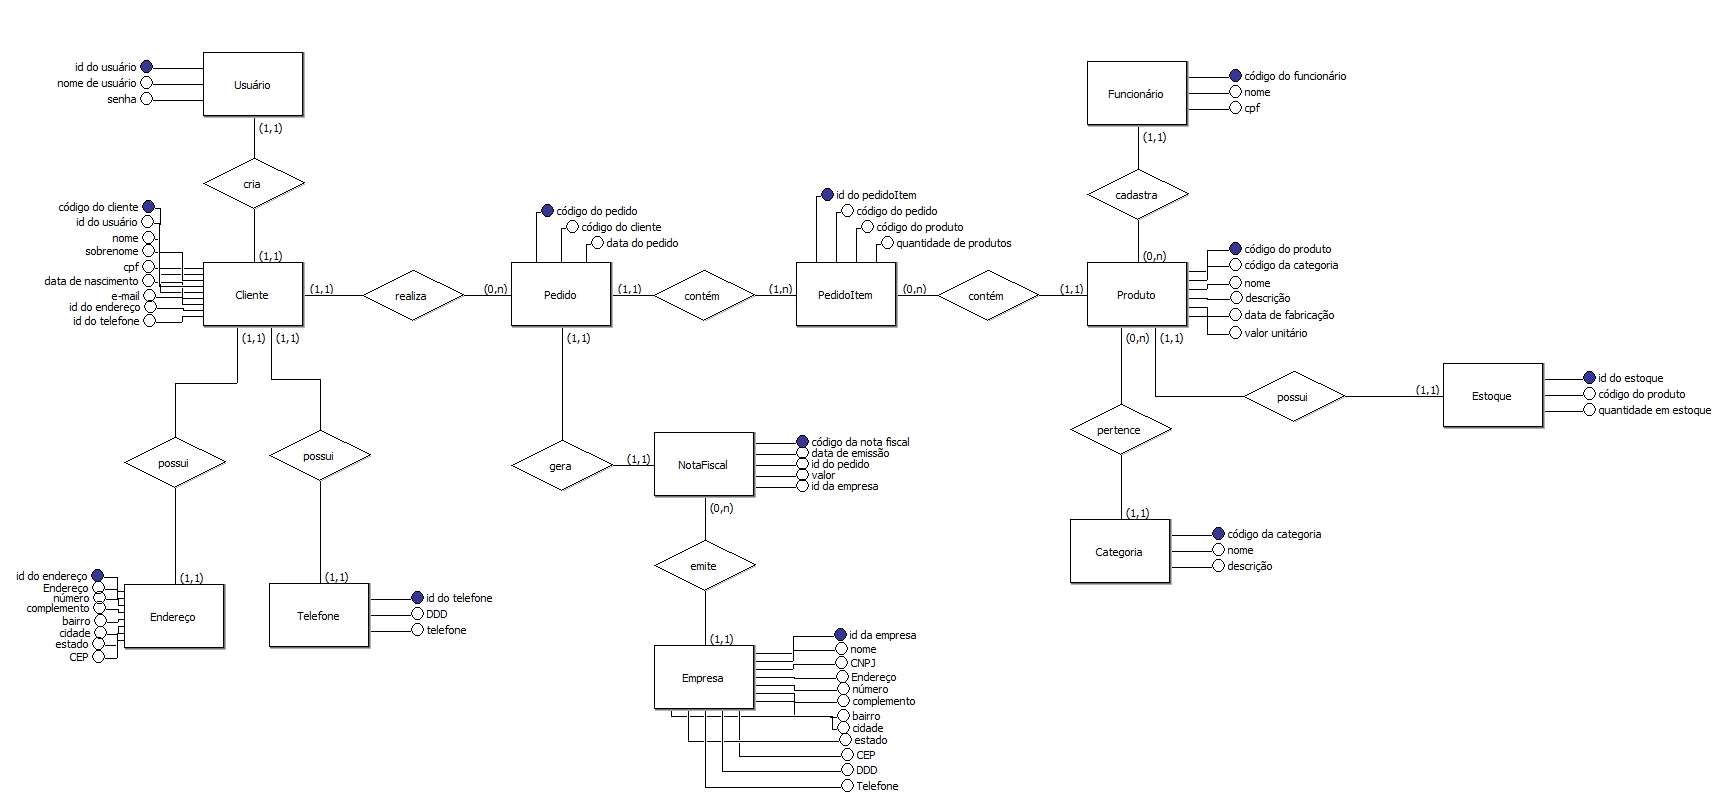 id do usuário
nome de usuário
senha
Usuário
(1,1)
cria
(1,1)
código do cliente
id do usuário
nome
sobrenome
cpf
data de nascimento
e-mail
id do endereço
id do telefone
Cliente
(1,1)
realiza
(0,n)
código do pedido
código do cliente
data do pedido
Pedido
(1,1)
contém
(1,n)
id do pedidoItem
código do pedido
código do produto
quantidade de produtos
PedidoItem
(0,n)
contém
(1,1)
Funcionário
código do funcionário
nome
cpf
(1,1)
cadastra
(0,n)
Produto
código do produto
código da categoria
nome
descrição
data de fabricação
valor unitário
(0,n)
(1,1)
possui
(1,1)
Estoque
id do estoque
código do produto
quantidade em estoque
pertence
(1,1)
Categoria
código da categoria
nome
descrição
(1,1)
(1,1)
possui
possui
(1,1)
(1,1)
id do endereço
Endereço
número
complemento
bairro
cidade
estado
CEP
Endereço
Telefone
id do telefone
DDD
telefone
(1,1)
gera
(1,1)
NotaFiscal
código da nota fiscal
data de emissão
id do pedido
valor
id da empresa
(0,n)
emite
(1,1)
Empresa
id da empresa
nome
CNPJ
Endereço
número
complemento
bairro
cidade
estado
CEP
DDD
Telefone